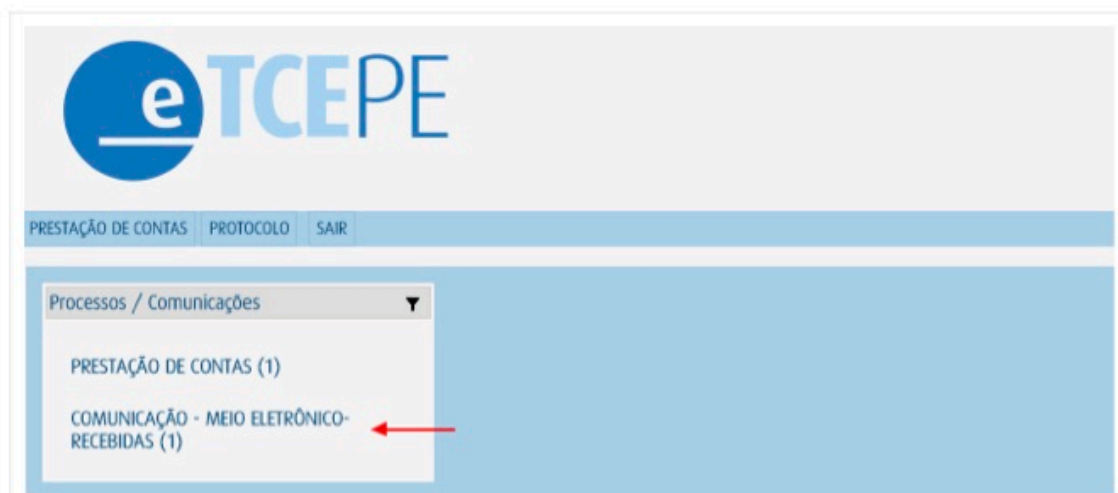 eTCEPE
PRESTAÇÃO DE CONTAS PROTOCOLO SAIR
Processos / Comunicações
PRESTAÇÃO DE CONTAS (1)
COMUNICAÇÃO - MEIO ELETRÔNICO-
RECEBIDAS (1)